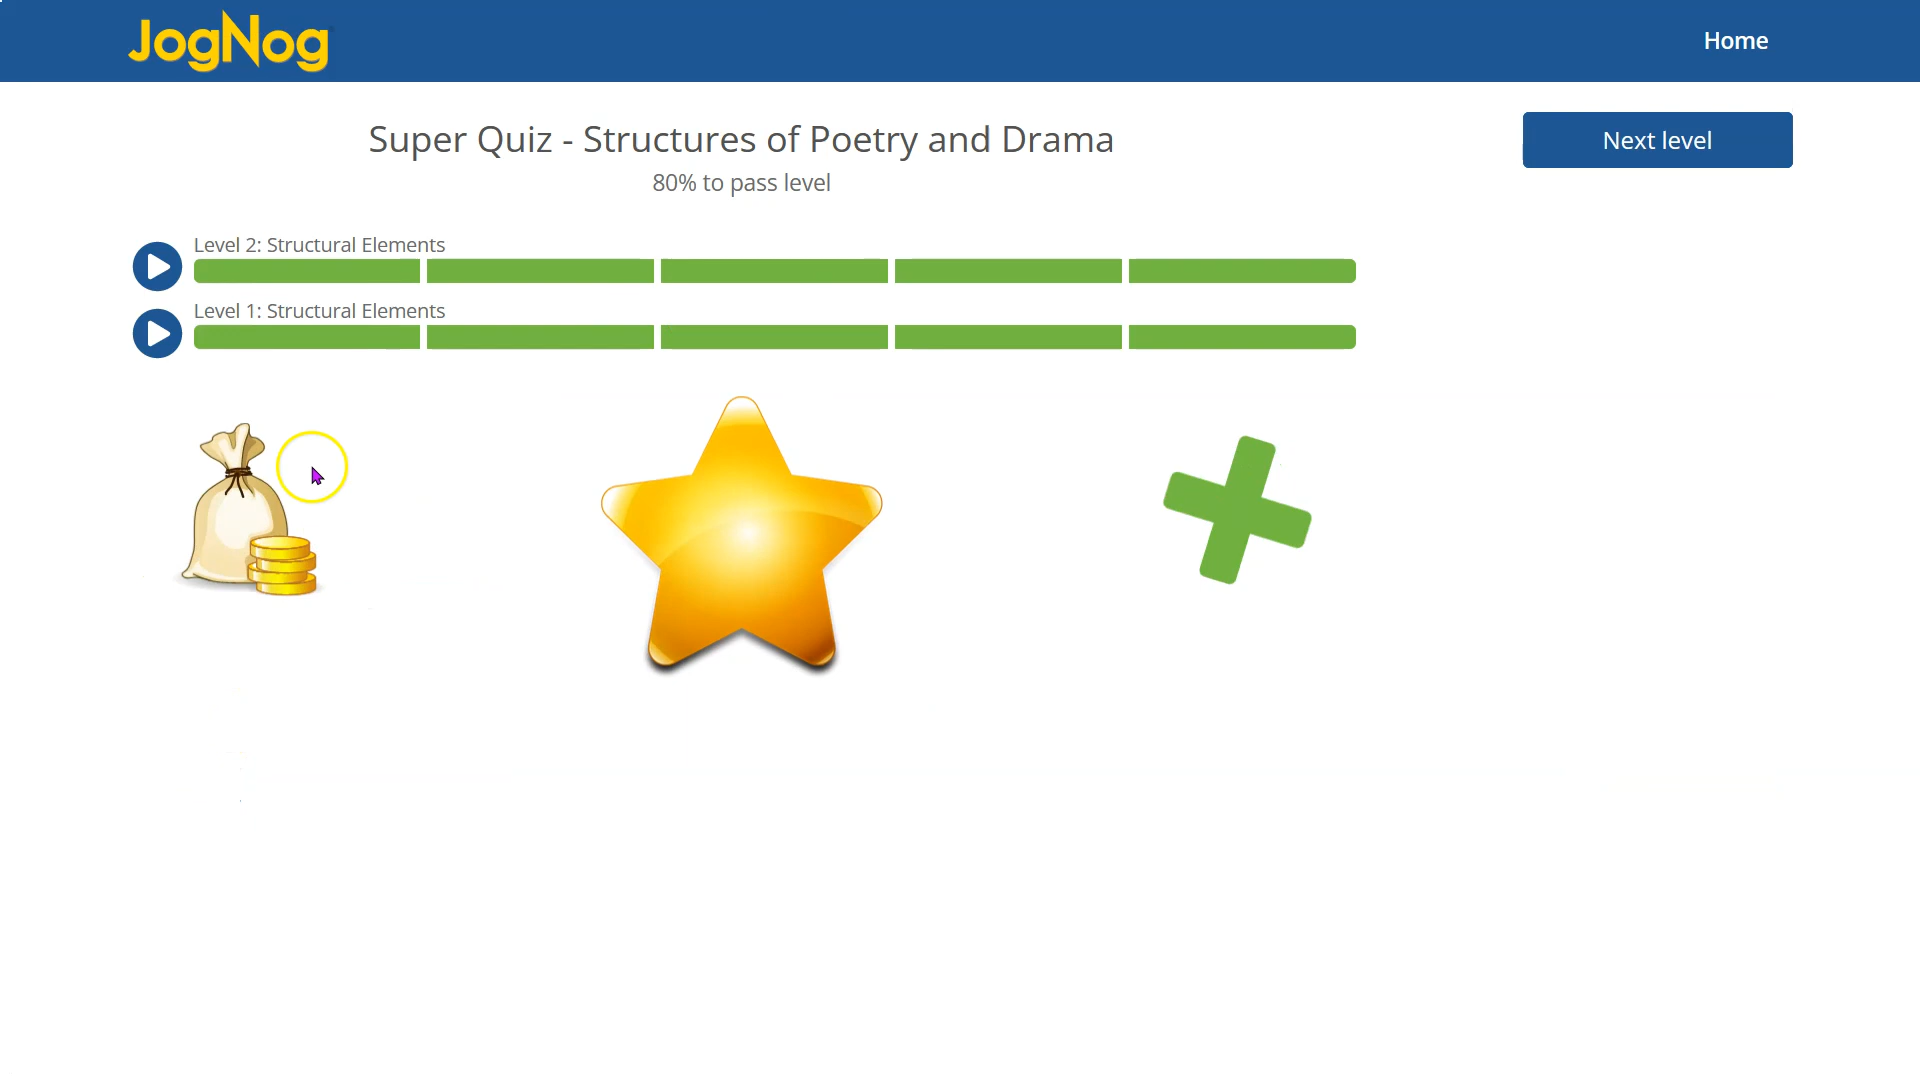 JogNog
Home
Super Quiz - Structures of Poetry and Drama
Next level
80% to pass level
Level 2: Structural Elements
Level 1: Structural Elements